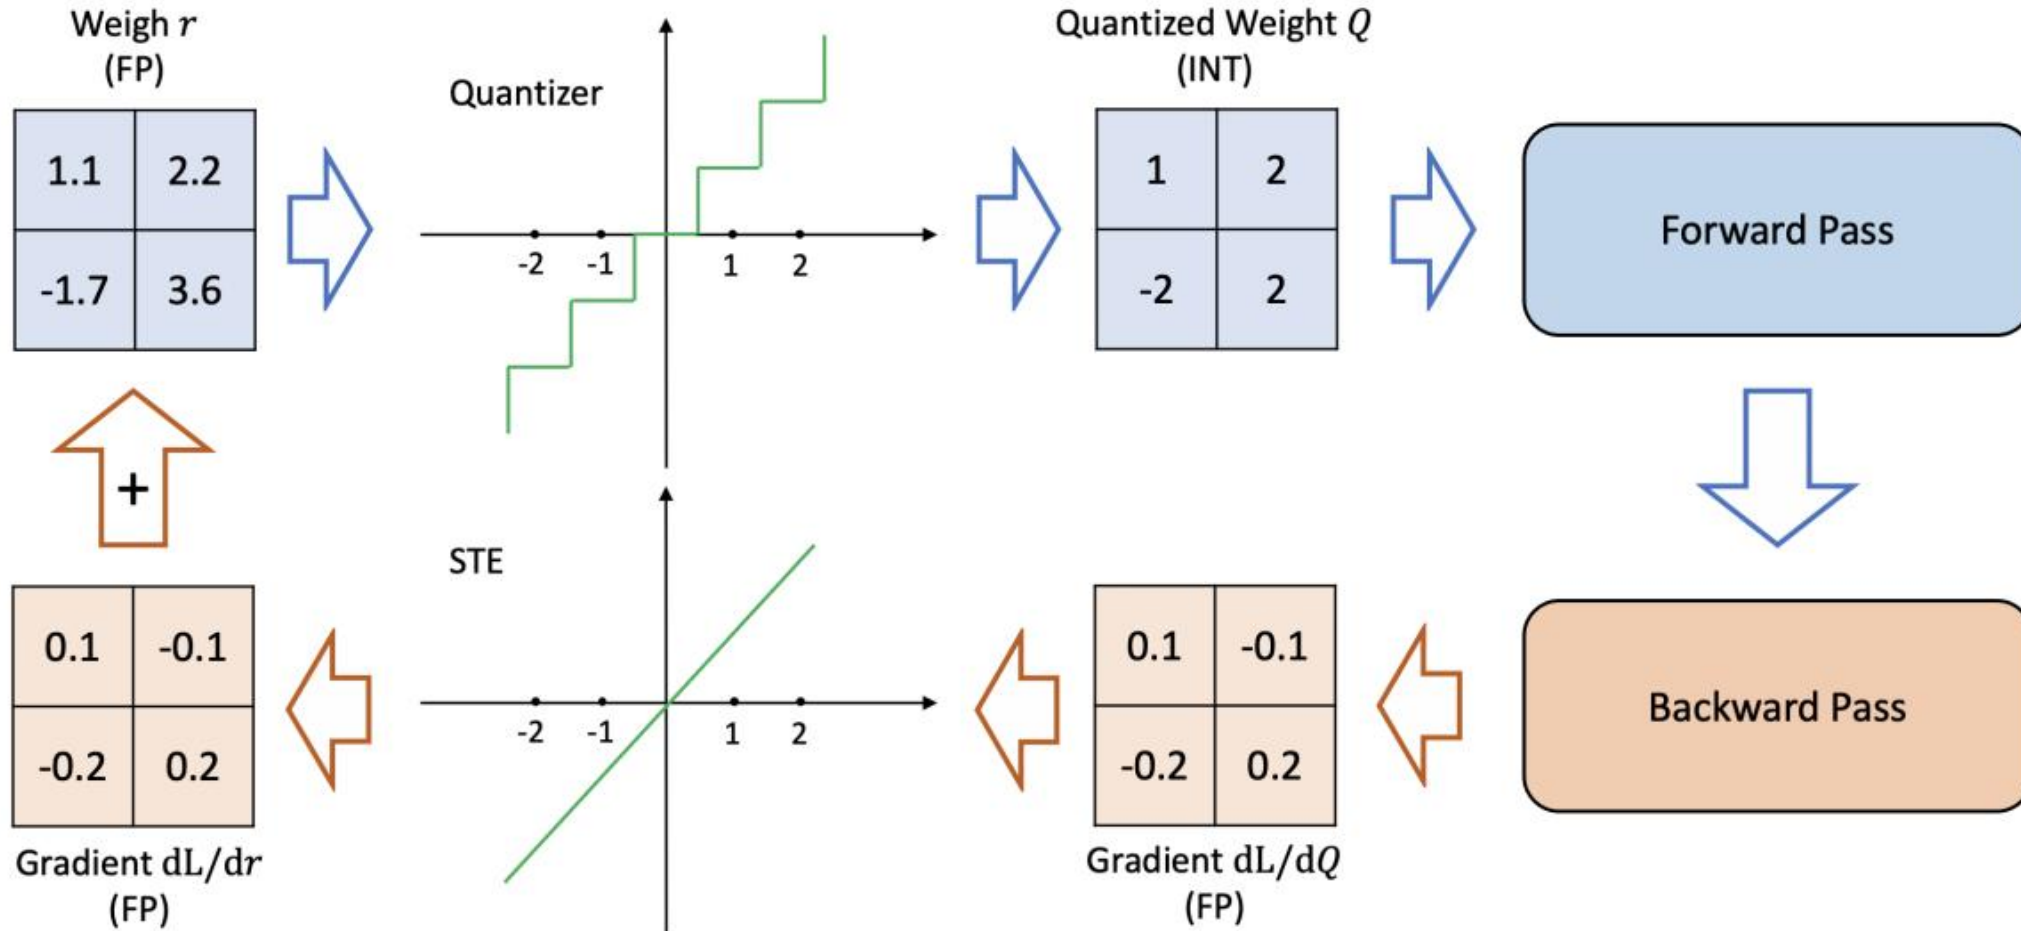 Weigh r
(FP)
1.1 2.2
-1.7 3.6
Quantizer
-2 -1 1 2
Quantized Weight Q
(INT)
1 2
-2 2
Forward Pass
+
STE
-2 -1 1 2
0.1 -0.1
-0.2 0.2
Gradient dL/dr
(FP)
0.1 -0.1
-0.2 0.2
Gradient dL/dQ
(FP)
Backward Pass